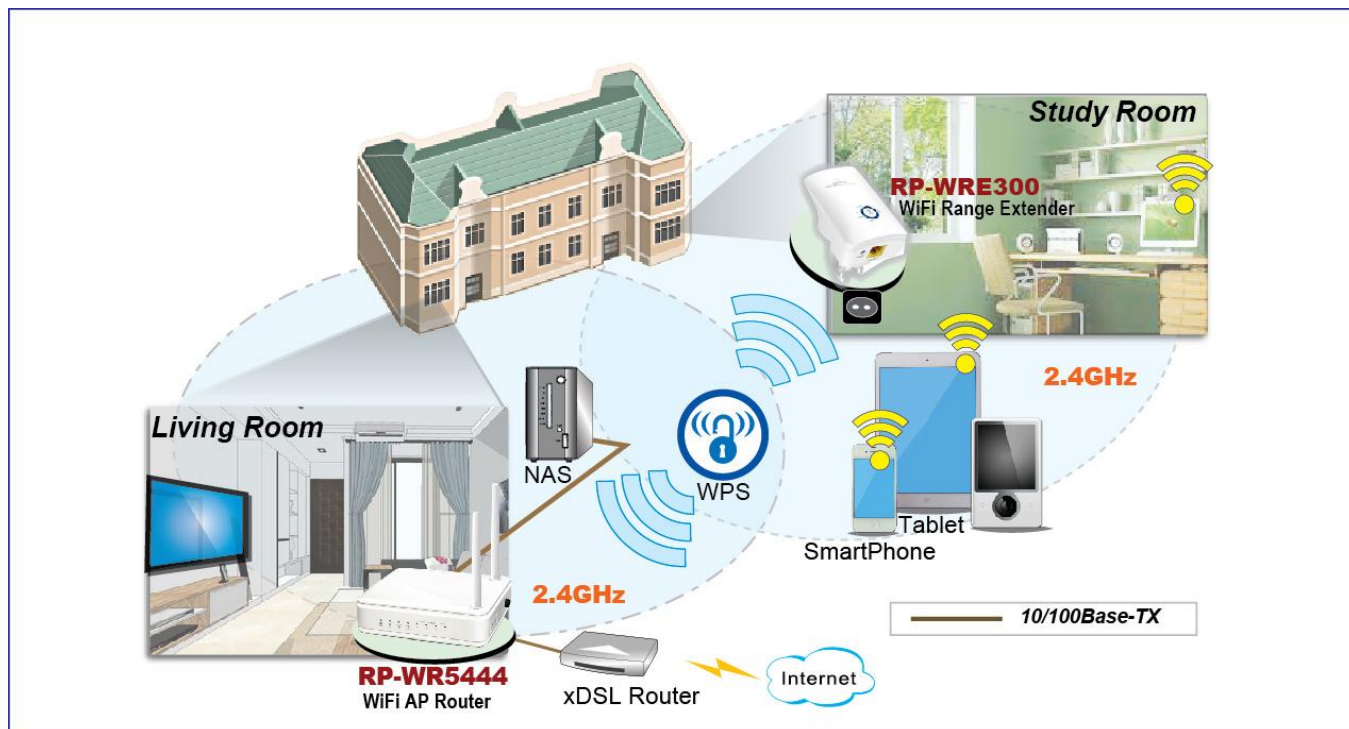 Study Room
RP-WRE300
WiFi Range Extender
2.4GHz
Living Room
NAS
WPS
Tablet
SmartPhone
2.4GHz
10/100Base-TX
RP-WR5444
WiFi AP Router
xDSL Router
Internet